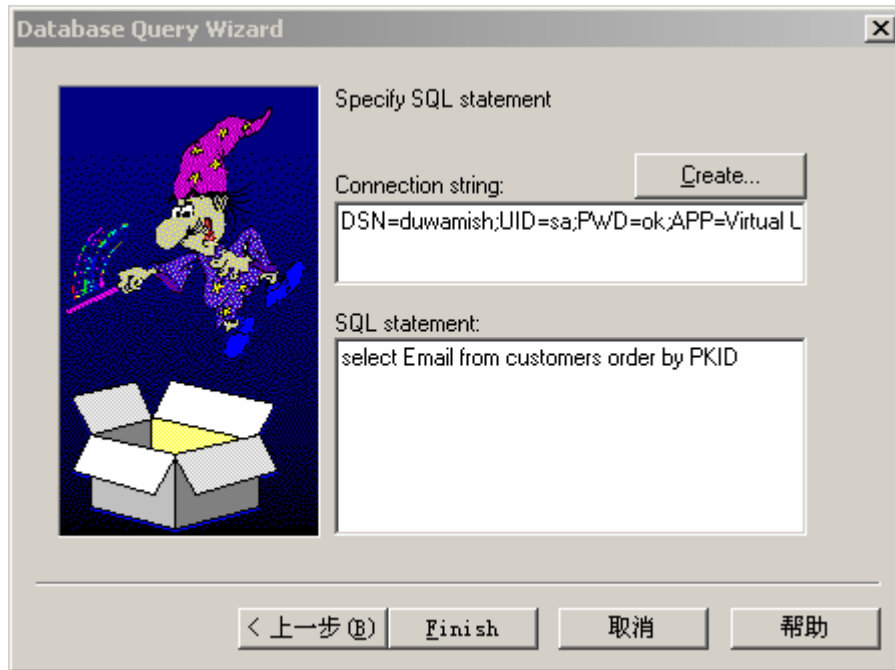 Database Query Wizard
Specify SQL statement
Create...
Connection string:
DSN=duwamish;UID=sa;PWD=ok;APP=Virtual U
SQL statement:
select Email from customers order by PKID
< 上一步(B)
Finish
取消
帮助